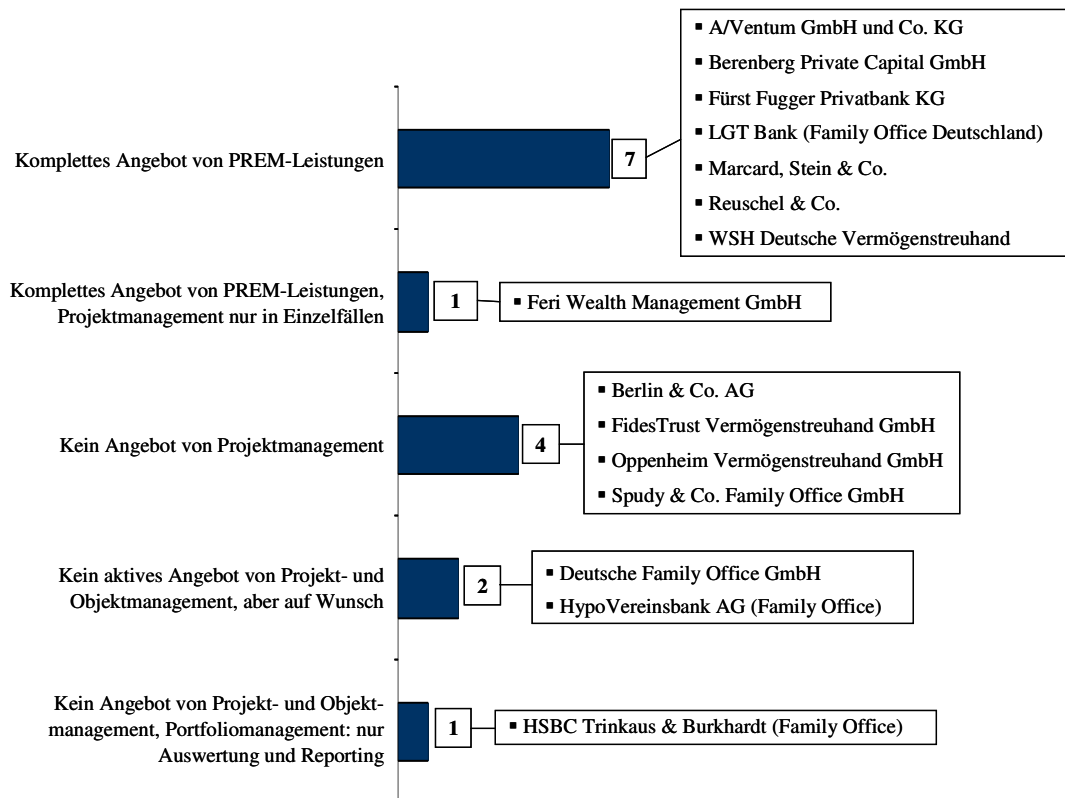 Komplettes Angebot von PREM-Leistungen
7
▪ A/Ventum GmbH und Co. KG
▪ Berenberg Private Capital GmbH
▪ Fürst Fugger Privatbank KG
▪ LGT Bank (Family Office Deutschland)
▪ Marcard, Stein & Co.
▪ Reuschel & Co.
▪ WSH Deutsche Vermögenstreuhand
Komplettes Angebot von PREM-Leistungen,
Projektmanagement nur in Einzelfällen
1
▪ Feri Wealth Management GmbH
Kein Angebot von Projektmanagement
4
▪ Berlin & Co. AG
▪ FidesTrust Vermögenstreuhand GmbH
▪ Oppenheim Vermögenstreuhand GmbH
▪ Spudy & Co. Family Office GmbH
Kein aktives Angebot von Projekt- und
Objektmanagement, aber auf Wunsch
2
▪ Deutsche Family Office GmbH
▪ HypoVereinsbank AG (Family Office)
Kein Angebot von Projekt- und Objekt-
management, Portfoliomanagement: nur
Auswertung und Reporting
1
▪ HSBC Trinkaus & Burkhardt (Family Office)